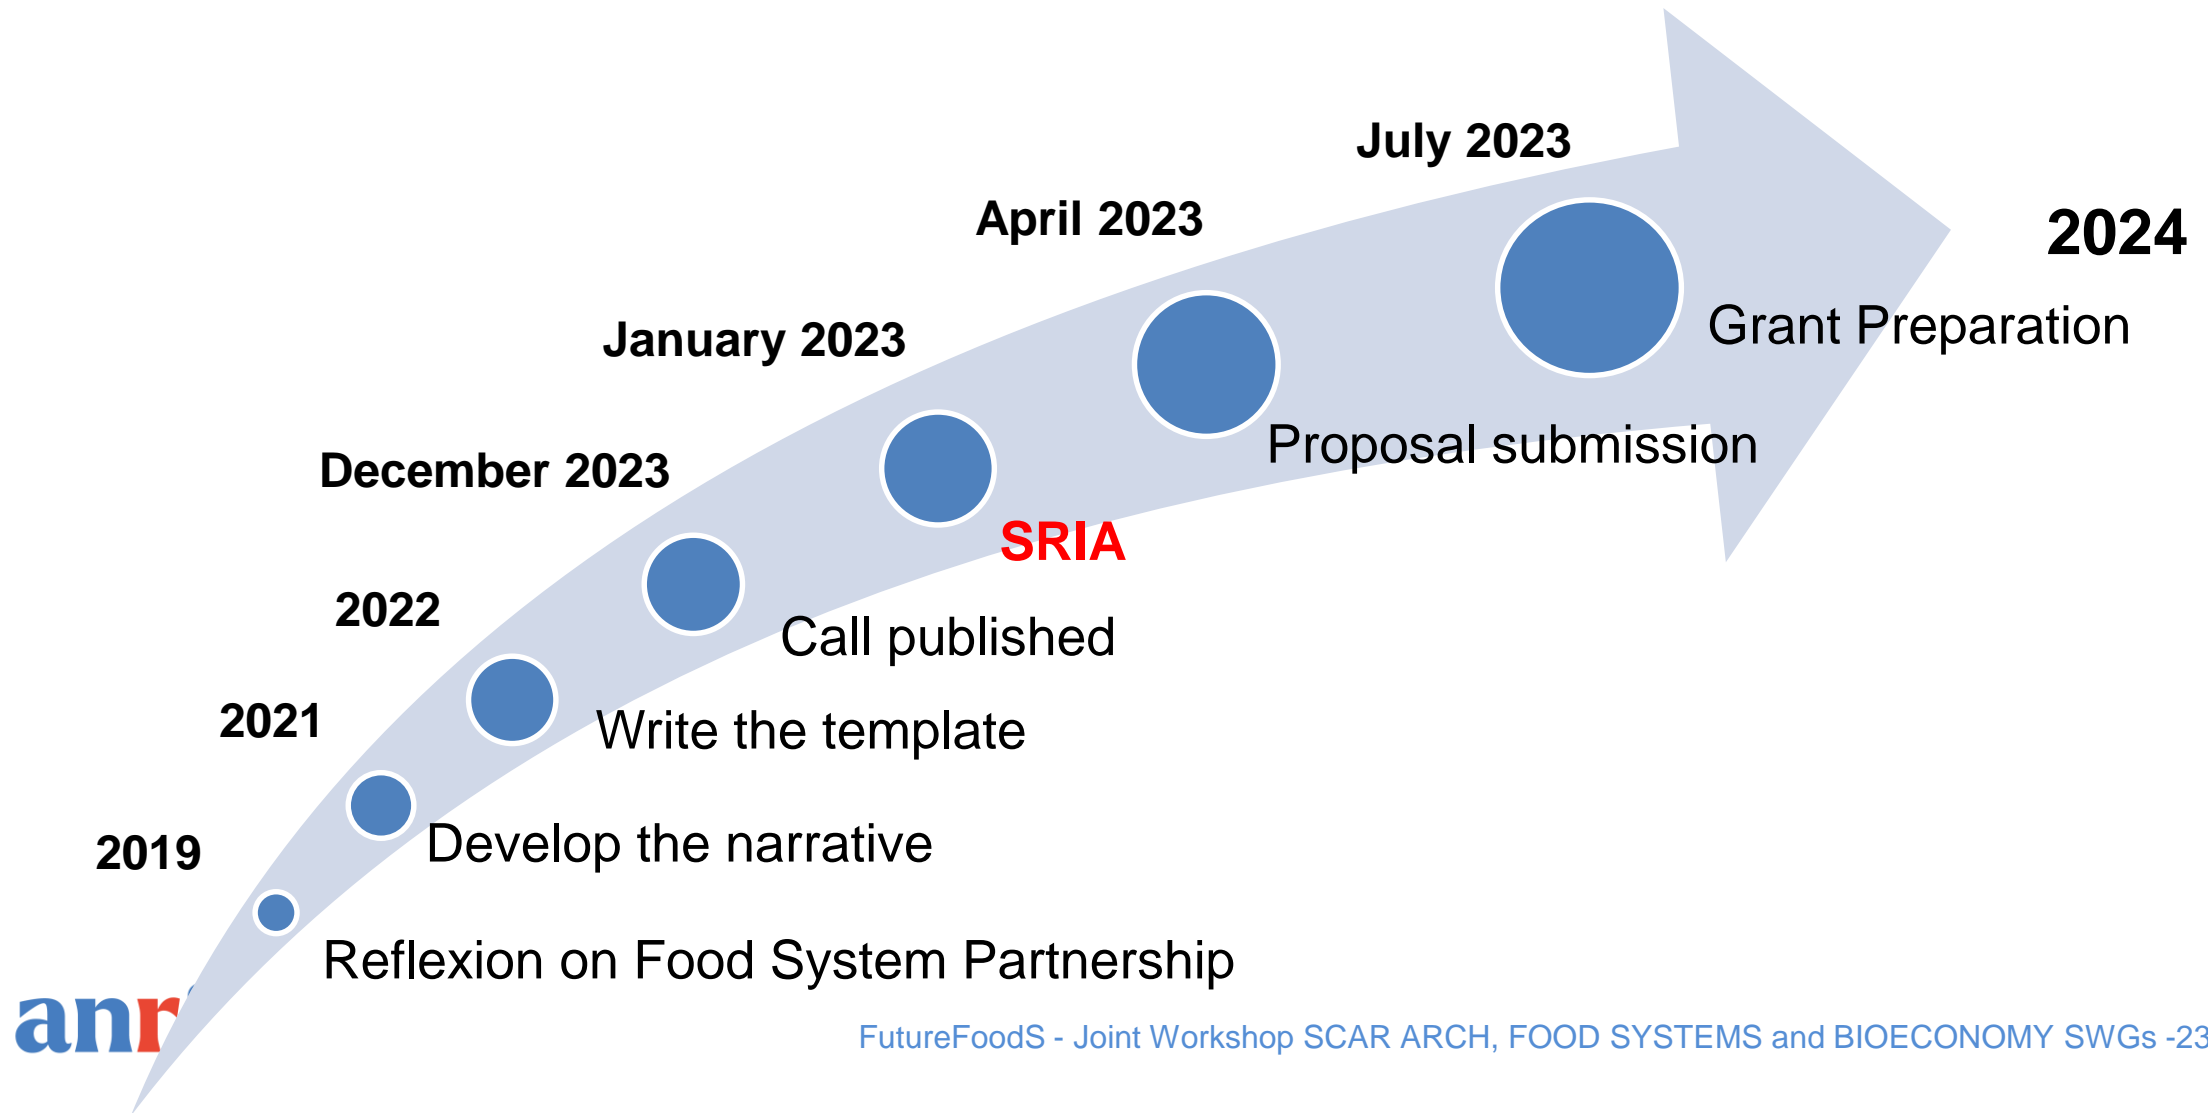 July 2023
April 2023
2024
January 2023
Grant Preparation
December 2023
Proposal submission
SRIA
2022
Call published
2021
Write the template
2019
Develop the narrative
Reflexion on Food System Partnership
anr
FutureFoodS - Joint Workshop SCAR ARCH, FOOD SYSTEMS and BIOECONOMY SWGs -23